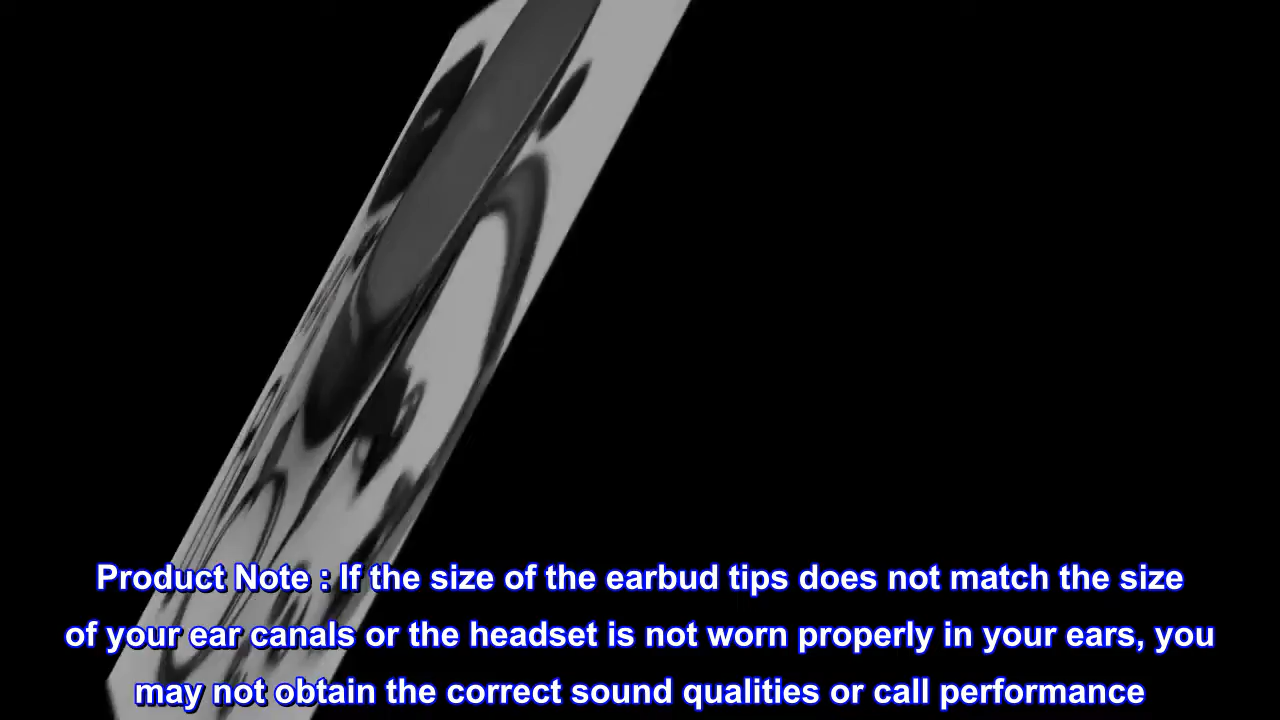 Product Note : If the size of the earbud tips does not match the size
of your ear canals or the headset is not worn properly in your ears, you
may not obtain the correct sound qualities or call performance